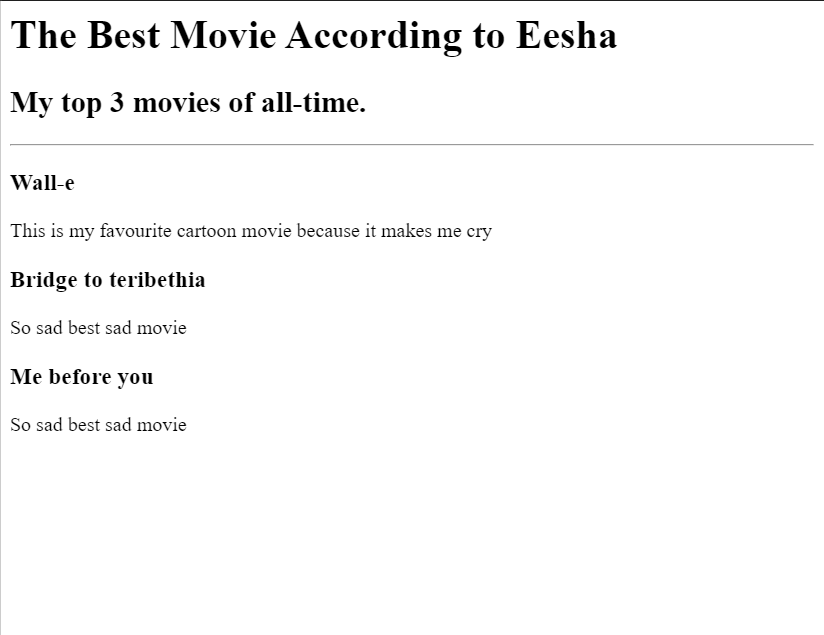 The Best Movie According to Eesha
My top 3 movies of all-time.
Wall-e
This is my favourite cartoon movie because it makes me cry
Bridge to teribethia
So sad best sad movie
Me before you
So sad best sad movie